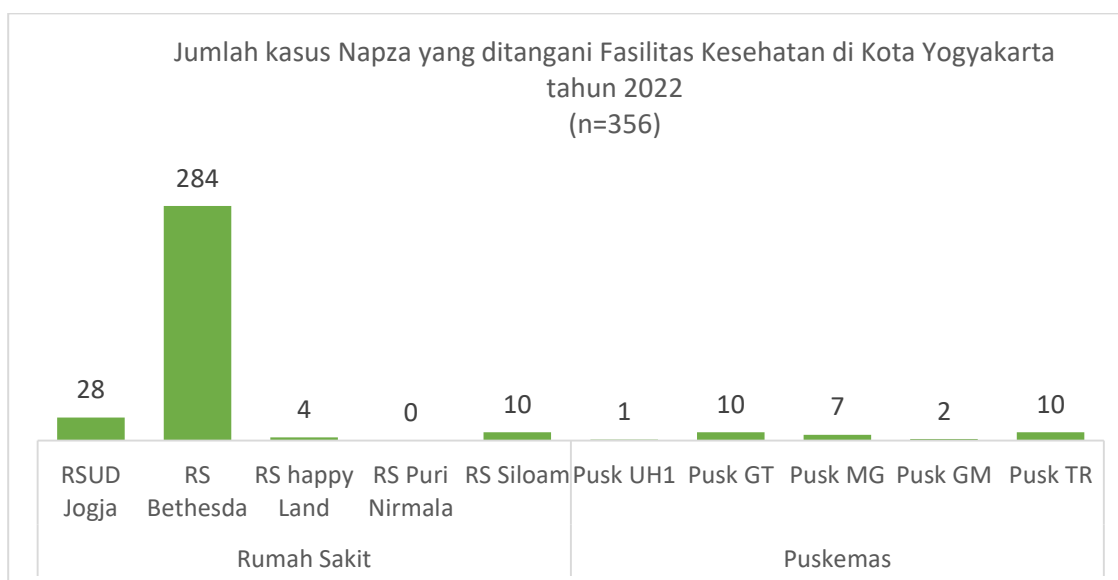 Jumlah kasus Napza yang ditangani Fasilitas Kesehatan di Kota Yogyakarta
tahun 2022
(n=356)
284
28
4
0
10
1
10
7
2
10
RSUD
Jogja
RS
Bethesda
RS happy
Land
RS Puri
Nirmala
RS Siloam
Pusk UH1
Pusk GT
Pusk MG
Pusk GM
Pusk TR
Rumah Sakit
Puskemas